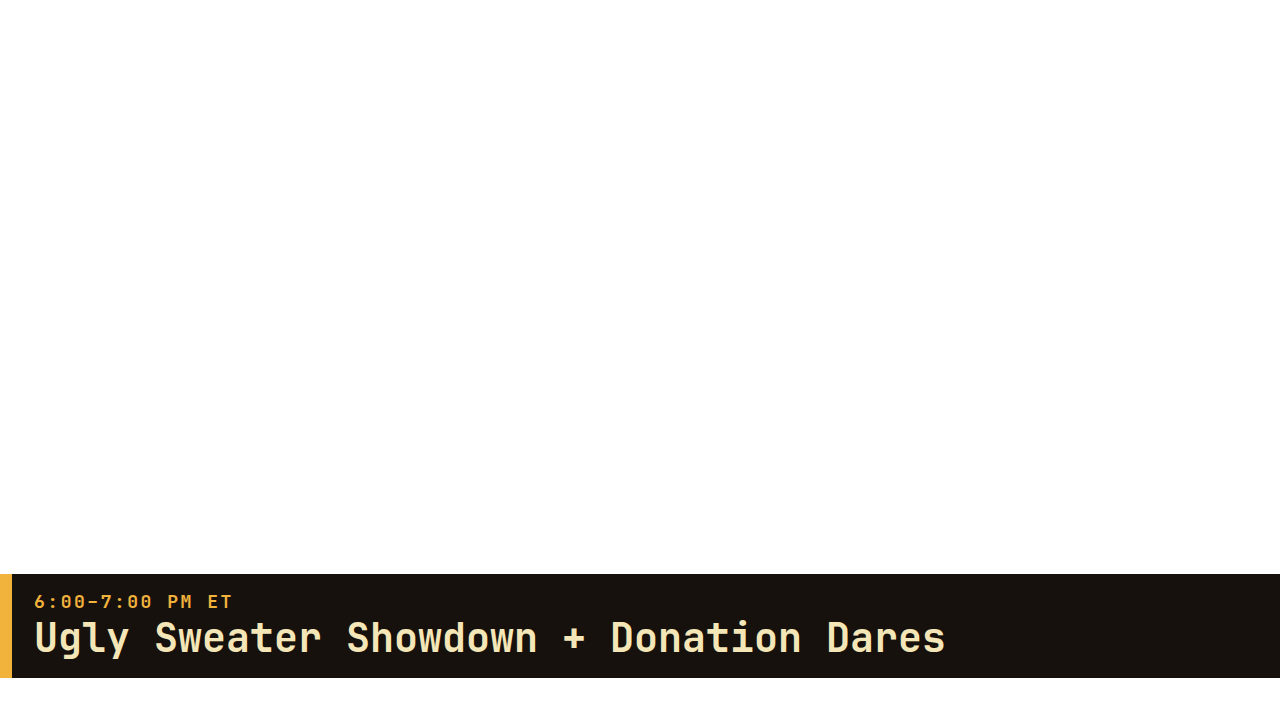 6:00–7:00 PM ET
Ugly Sweater Showdown + Donation Dares